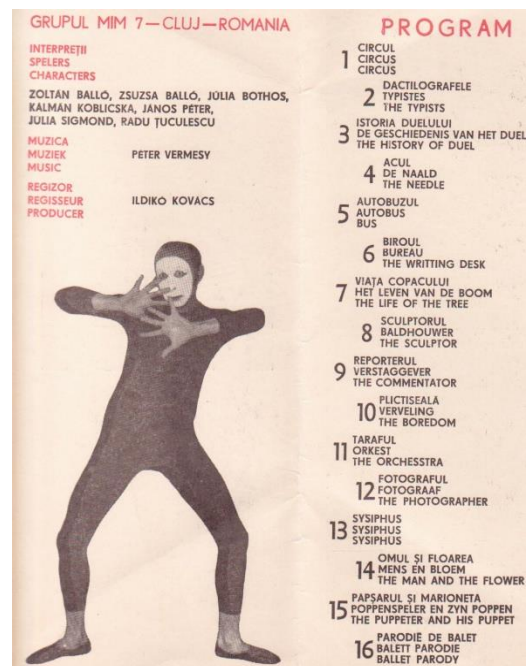 GRUPUL MIM 7—CLUJ—ROMANIA
INTERPREȚII
SPELERS
CHARACTERS
ZOLTÁN BALLÓ, ZSUZSA BALLÓ, JÚLIA BOTHOS,
KÁLMÁN KOBLICSKA, JÁNOS PÉTER,
JÚLIA SIGMOND, RADU ȚUCULESCU
MUZICA
MUZIEK PÉTER VERMESY
MUSIC
REGIZOR
REGISSEUR ILDIKO KOVÁCS
PRODUCER
PROGRAM
1 CIRCUL
CIRCUS
CIRCUS
2 DACTILOGRAFELE
TYPISTES
THE TYPISTS
3 ISTORIA DUELULUI
DE GESCHIEDENIS VAN HET DUEL
THE HISTORY OF DUEL
4 ACUL
DE NAALD
THE NEEDLE
5 AUTOBUZUL
AUTOBUS
BUS
6 BIROUL
BUREAU
THE WRITTING DESK
7 VIAȚA COPACULUI
HET LEVEN VAN DE BOOM
THE LIFE OF THE TREE
8 SCULPTORUL
BALDHOUWER
THE SCULPTOR
9 REPORTERUL
VERSTAGGEVER
THE COMMENTATOR
10 PLICTISEALĂ
VERVELING
THE BOREDOM
11 TARAFUL
ORKEST
THE ORCHESSTRA
12 FOTOGRAFUL
FOTOGRAAF
THE PHOTOGRAPHER
13 SYSIPHUS
SYSIPHUS
SYSIPHUS
14 OMUL ȘI FLOAREA
MENS EN BLOEM
THE MAN AND THE FLOWER
15 PAPȘARUL ȘI MARIONETA
POPPENSPELER EN ZYN POPPEN
THE PUPPETER AND HIS PUPPET
16 PARODIE DE BALET
BALETT PARODIE
BALLET PARODY